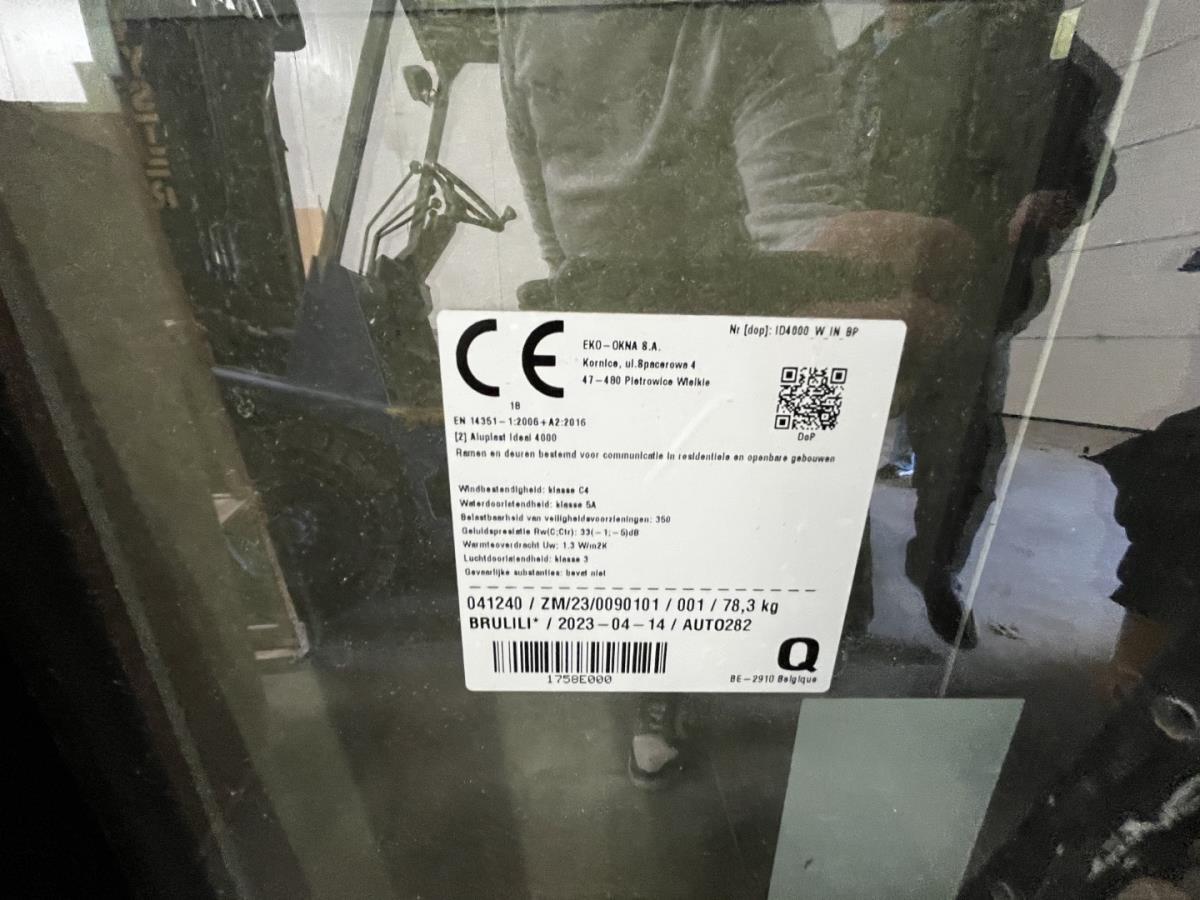 CE
EKO-OKNA S.A.
Kornice, ul.Spacerowa 4
47-480 Pietrowice Wielkie
Nr [dop]: ID4000_W_IN_BP
18
DoP
EN 14351-1:2006+A2:2016
[2] Aluplast Ideal 4000
Ramen en deuren bestemd voor communicatie in residentiele en openbare gebouwen
Windbestendigheid: klasse C4
Waterdoorlatendheid: klasse 5A
Belastbaarheid van veiligheidsvoorzieningen: 350
Geluidsprestatie Rw(C;Ctr): 33(-1;-5)dB
Warmteoverdracht Uw: 1.3 W/m2K
Luchtdoorlatendheid: klasse 3
Gevaarlijke substanties: bevat niet
041240 / ZM/23/0090101 / 001 / 78,3 kg
BRULILI* / 2023-04-14 / AUTO282
1758E000
Q
BE-2910 Belgique